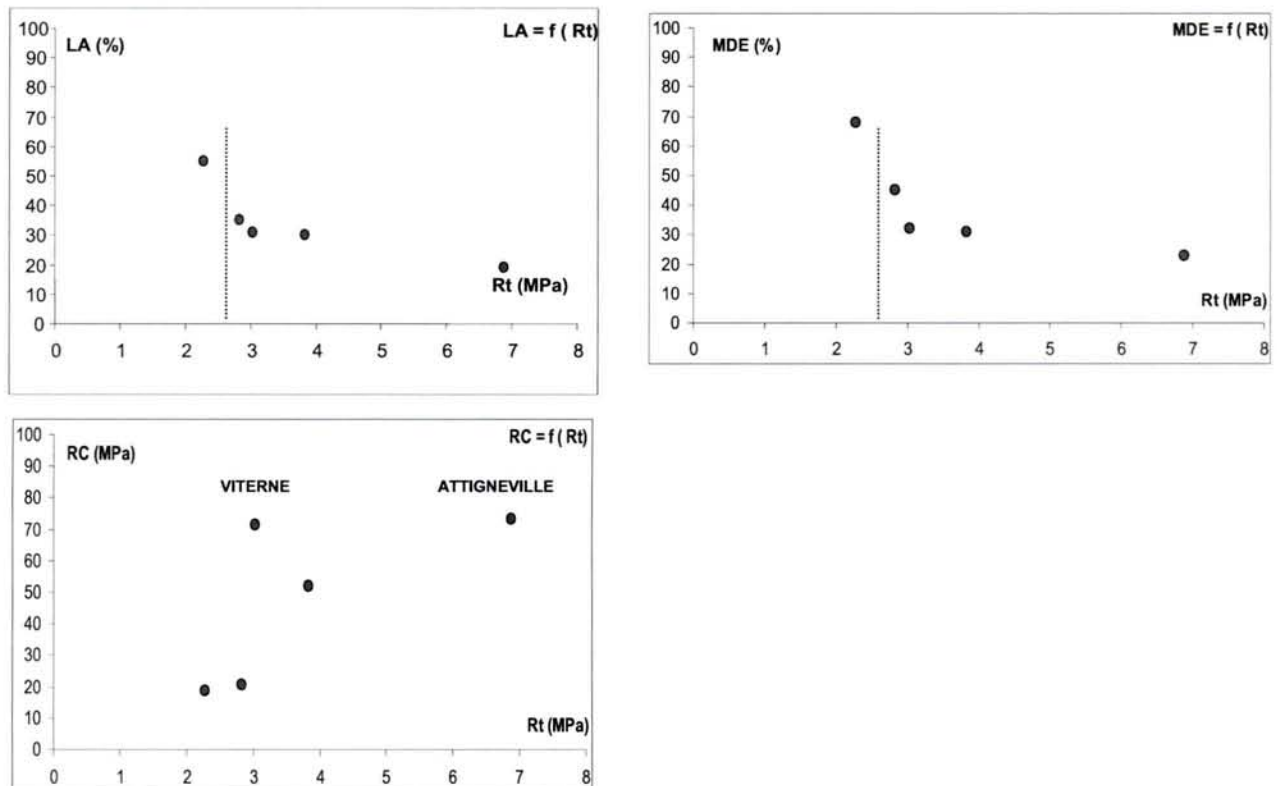 LA = f ( Rt)
LA (%)
100
90
80
70
60
50
40
30
20
10
0
Rt (MPa)
0 1 2 3 4 5 6 7 8
MDE = f ( Rt)
MDE (%)
100
90
80
70
60
50
40
30
20
10
0
Rt (MPa)
0 1 2 3 4 5 6 7 8
RC = f ( Rt)
RC (MPa)
100
90
80
70
60
50
40
30
20
10
0
VITERNE ATTIGNEVILLE
Rt (MPa)
0 1 2 3 4 5 6 7 8